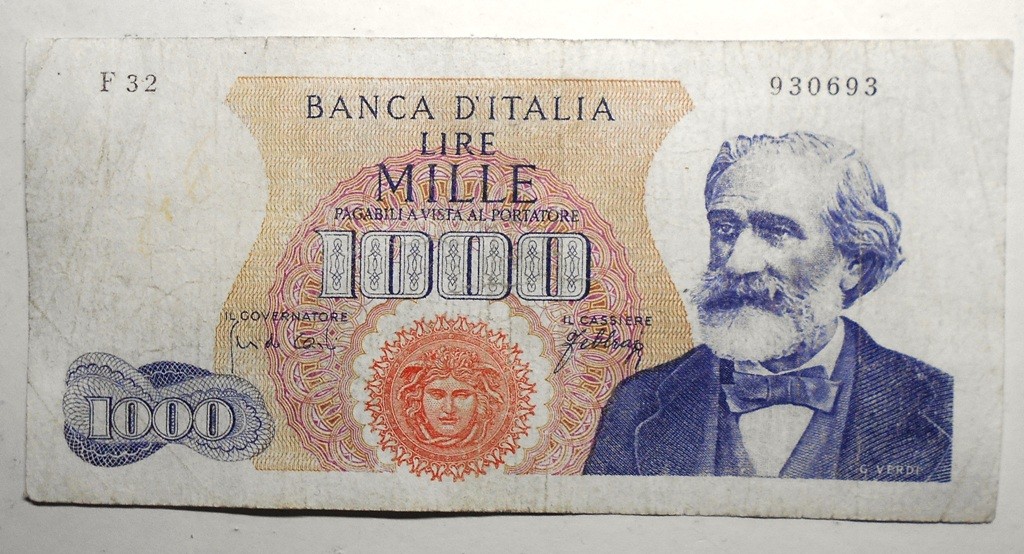 F 32
930693
BANCA D'ITALIA
LIRE
MILLE
PAGABILI A VISTA AL PORTATORE
1000
IL GOVERNATORE
IL CASSIERE
1000
G. VERDI